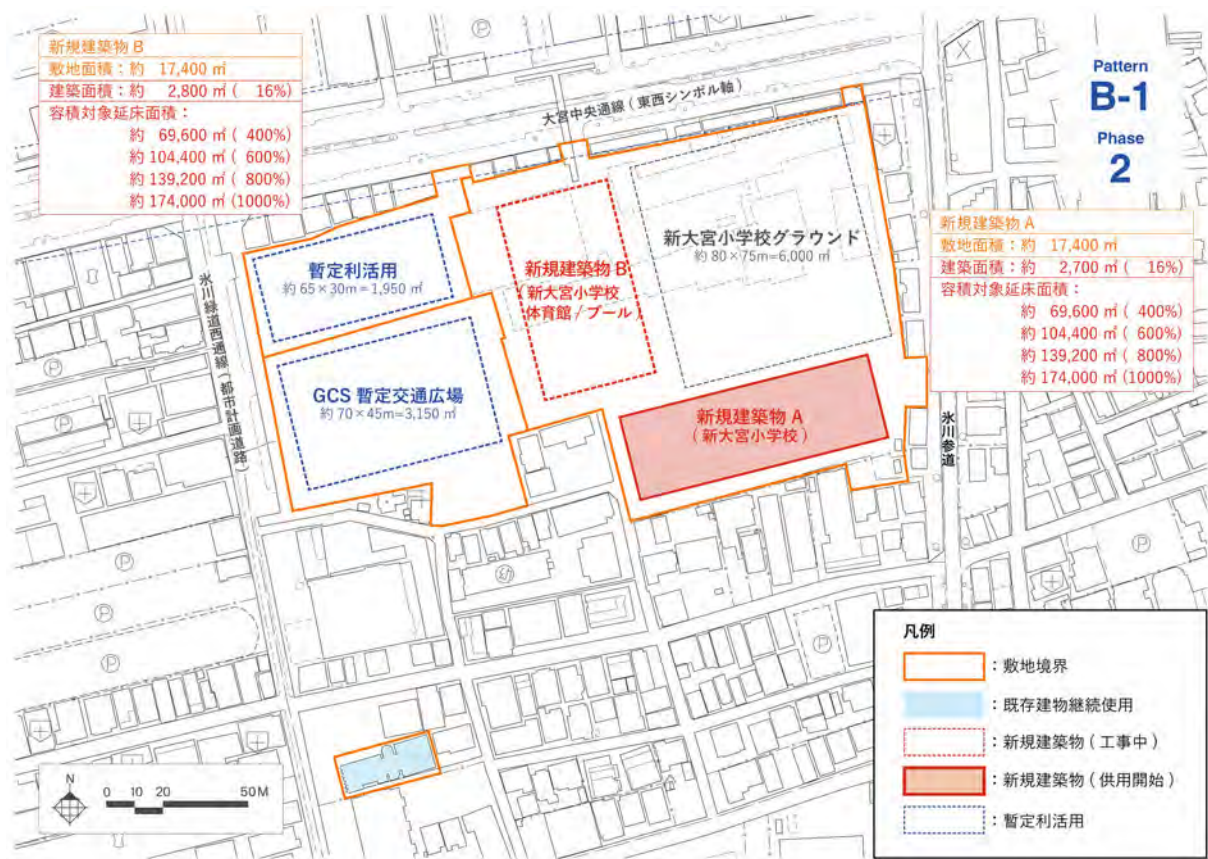 新規建築物 B
敷地面積：約 17,400 ㎡
建築面積：約 2,800 ㎡ ( 16%)
容積対象延床面積：
約 69,600 ㎡ ( 400%)
約 104,400 ㎡ ( 600%)
約 139,200 ㎡ ( 800%)
約 174,000 ㎡ (1000%)
大宮中央通線 ( 東西シンボル軸 )
Pattern
B-1
Phase
2
新規建築物 A
敷地面積：約 17,400 ㎡
建築面積：約 2,700 ㎡ ( 16%)
容積対象延床面積：
約 69,600 ㎡ ( 400%)
約 104,400 ㎡ ( 600%)
約 139,200 ㎡ ( 800%)
約 174,000 ㎡ (1000%)
新大宮小学校グラウンド
約 80×75m=6,000 ㎡
暫定利活用
約 65×30m=1,950 ㎡
新規建築物 B
( 新大宮小学校
体育館 / プール )
GCS 暫定交通広場
約 70×45m=3,150 ㎡
新規建築物 A
( 新大宮小学校 )
氷川緑道西通線 ( 都市計画道路 )
氷川参道
P
P
P
P
P
P
凡例
：敷地境界
：既存建物継続使用
：新規建築物 ( 工事中 )
：新規建築物 ( 供用開始 )
：暫定利活用
N
0 10 20 50M